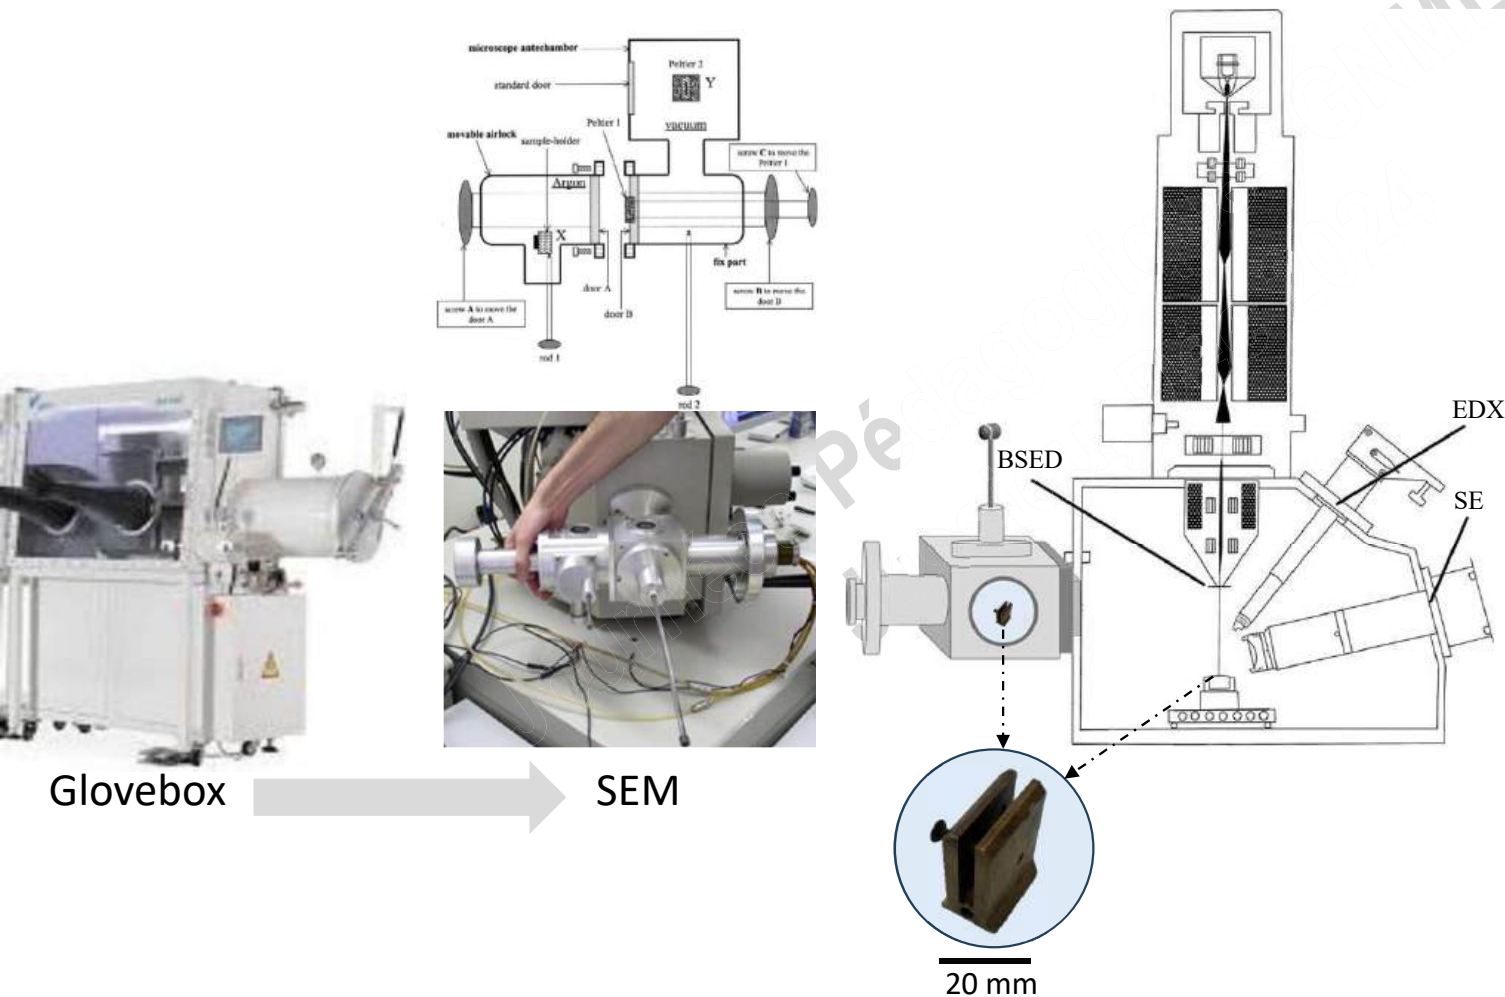 microscope antechamber
standard door
Peltier 2
Y
vacuum
Peltier 1
movable airlock
sample-holder
Argon
X
screw C to move the
Peltier 1
fix part
door A
door B
screw A to move the
door A
screw B to move the
door B
rod 1
rod 2
Glovebox
SEM
BSED
EDX
SE
20 mm